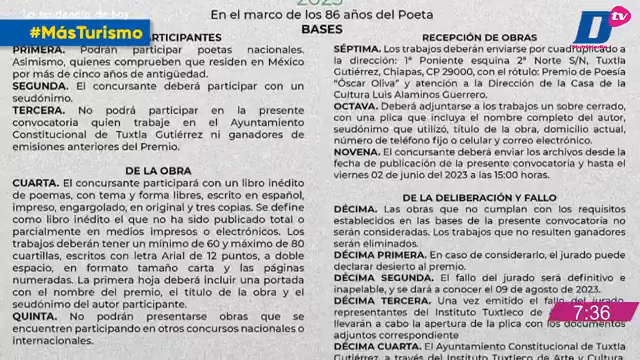 La tendencia de hoy
#MásTurismo
2023
En el marco de los 86 años del Poeta
BASES
PARTICIPANTES
PRIMERA. Podrán participar poetas nacionales.
Asimismo, quienes comprueben que residen en México
por más de cinco años de antigüedad.
SEGUNDA. El concursante deberá participar con un
seudónimo.
TERCERA. No podrá participar en la presente
convocatoria quien trabaje en el Ayuntamiento
Constitucional de Tuxtla Gutiérrez ni ganadores de
emisiones anteriores del Premio.
DE LA OBRA
CUARTA. El concursante participará con un libro inédito
de poemas, con tema y forma libres, escrito en español,
impreso, engargolado, en original y tres copias. Se define
como libro inédito el que no ha sido publicado total o
parcialmente en medios impresos o electrónicos. Los
trabajos deberán tener un mínimo de 60 y máximo de 80
cuartillas, escritos con letra Arial de 12 puntos, a doble
espacio, en formato tamaño carta y las páginas
numeradas. La primera hoja deberá incluir una portada
con el nombre del premio, el título de la obra y el
seudónimo del autor participante.
QUINTA. No podrán presentarse obras que se
encuentren participando en otros concursos nacionales o
internacionales.
RECEPCIÓN DE OBRAS
SÉPTIMA. Los trabajos deberán enviarse por cuadruplicado a
la dirección: 1ª Poniente esquina 2ª Norte S/N, Tuxtla
Gutiérrez, Chiapas, CP 29000, con el rótulo: Premio de Poesía
"Óscar Oliva" y atención a la Dirección de la Casa de la
Cultura Luis Alaminos Guerrero.
OCTAVA. Deberá adjuntarse a los trabajos un sobre cerrado,
con una plica que incluya el nombre completo del autor,
seudónimo que utilizó, título de la obra, domicilio actual,
número de teléfono fijo o celular y correo electrónico.
NOVENA. El concursante deberá enviar los archivos desde la
fecha de publicación de la presente convocatoria y hasta el
viernes 02 de junio del 2023 a las 15:00 horas.
DE LA DELIBERACIÓN Y FALLO
DÉCIMA. Las obras que no cumplan con los requisitos
establecidos en las bases de la presente convocatoria no
serán consideradas. Los trabajos que no resulten ganadores
serán eliminados.
DÉCIMA PRIMERA. En caso de considerarlo, el jurado puede
declarar desierto al premio.
DÉCIMA SEGUNDA. El fallo del jurado será definitivo e
inapelable, y se dará a conocer el 09 de agosto de 2023.
DÉCIMA TERCERA. Una vez emitido el fallo del jurado,
representantes del Instituto Tuxtleco de
llevarán a cabo la apertura de la plica con los documentos
adjuntos correspondiente
DÉCIMA CUARTA. El Ayuntamiento Constitucional de Tuxtla
Gutiérrez, a través del Instituto Tuxtleco de Arte y Cultura
D
tv
7:36